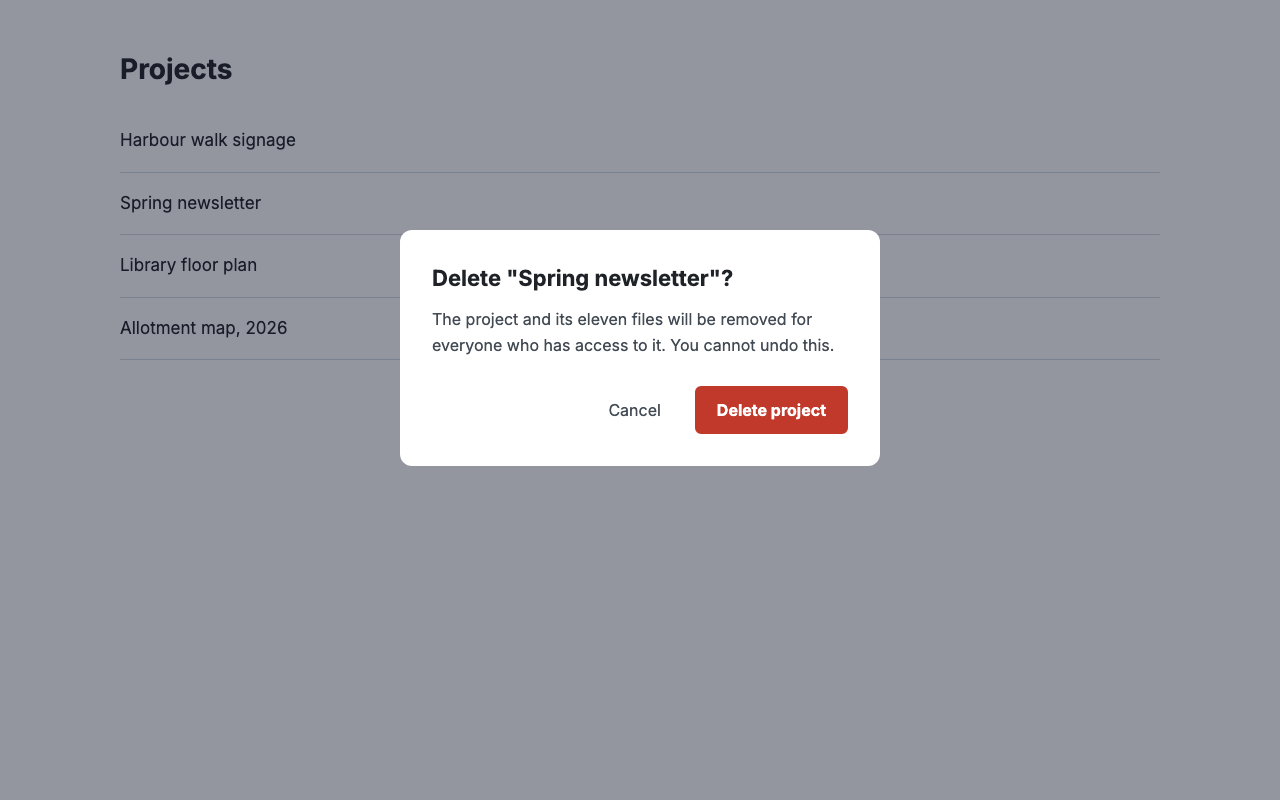 Projects
Harbour walk signage
Spring newsletter
Library floor plan
Allotment map, 2026
Delete "Spring newsletter"?
The project and its eleven files will be removed for
everyone who has access to it. You cannot undo this.
Cancel
Delete project